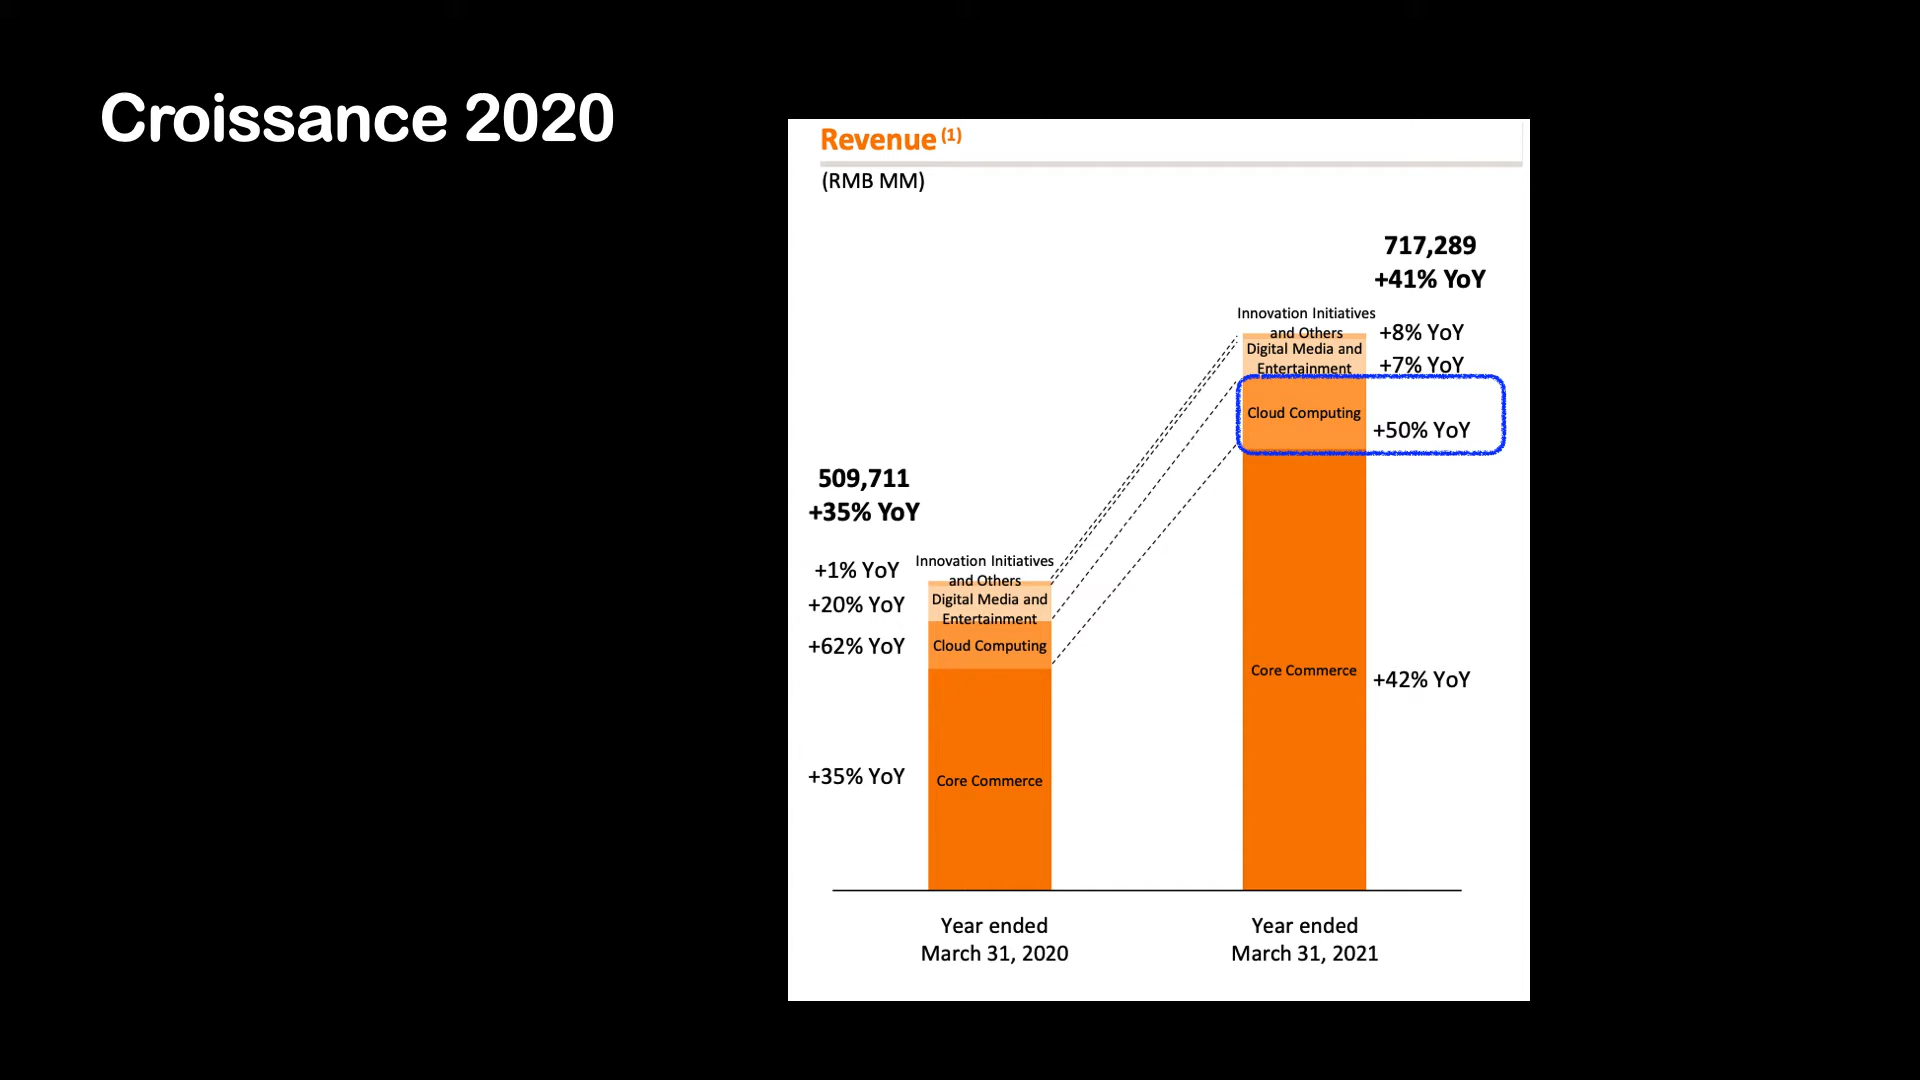 Croissance 2020
Revenue (1)
(RMB MM)
717,289
+41% YoY
Innovation Initiatives
and Others
+8% YoY
Digital Media and
Entertainment
+7% YoY
Cloud Computing
+50% YoY
Core Commerce
+42% YoY
509,711
+35% YoY
+1% YoY
Innovation Initiatives
and Others
+20% YoY
Digital Media and
Entertainment
+62% YoY
Cloud Computing
+35% YoY
Core Commerce
Year ended
March 31, 2020
Year ended
March 31, 2021